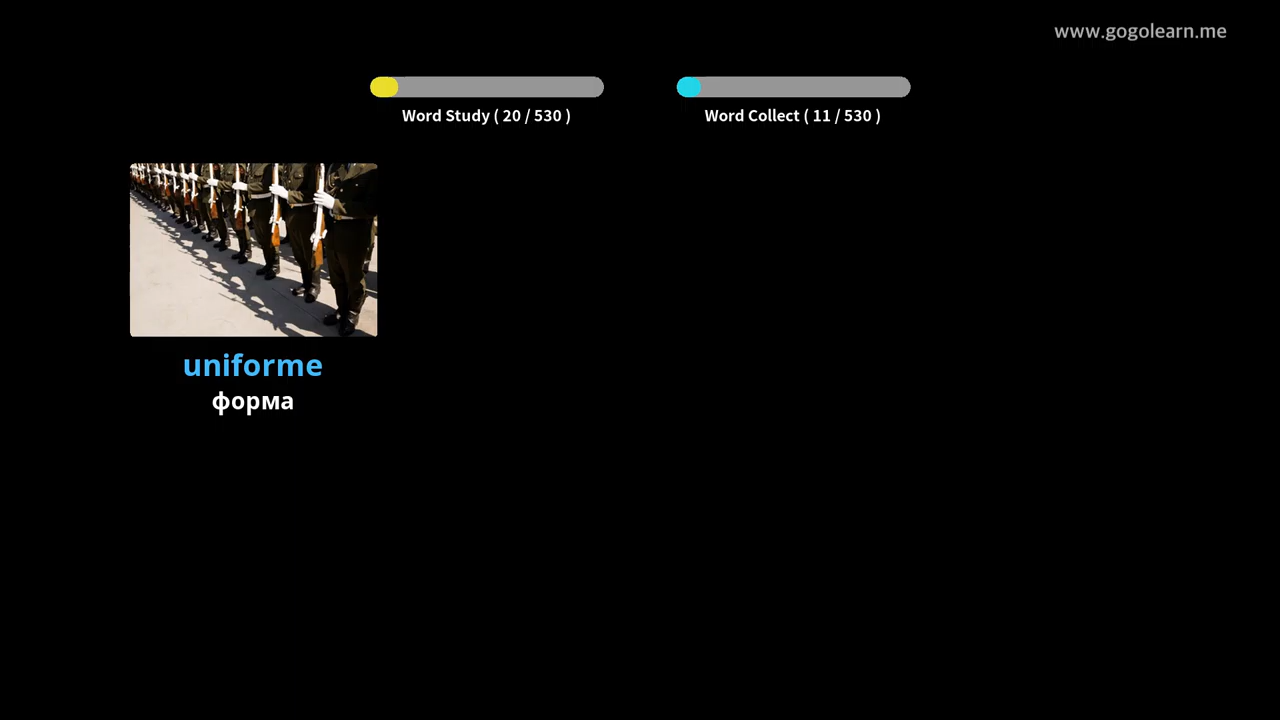 www.gogolearn.me
Word Study ( 20 / 530 )
Word Collect ( 11 / 530 )
uniforme
форма